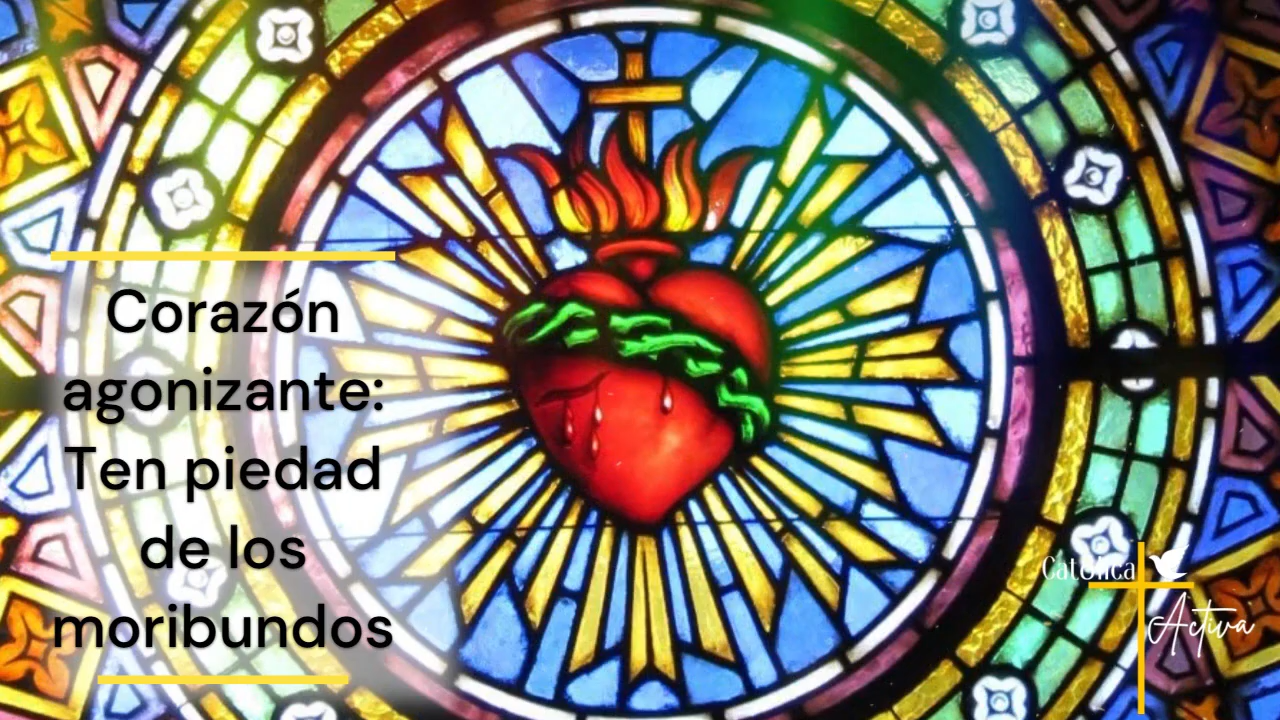 Corazón
agonizante:
Ten piedad
de los
moribundos
Católica
Activa